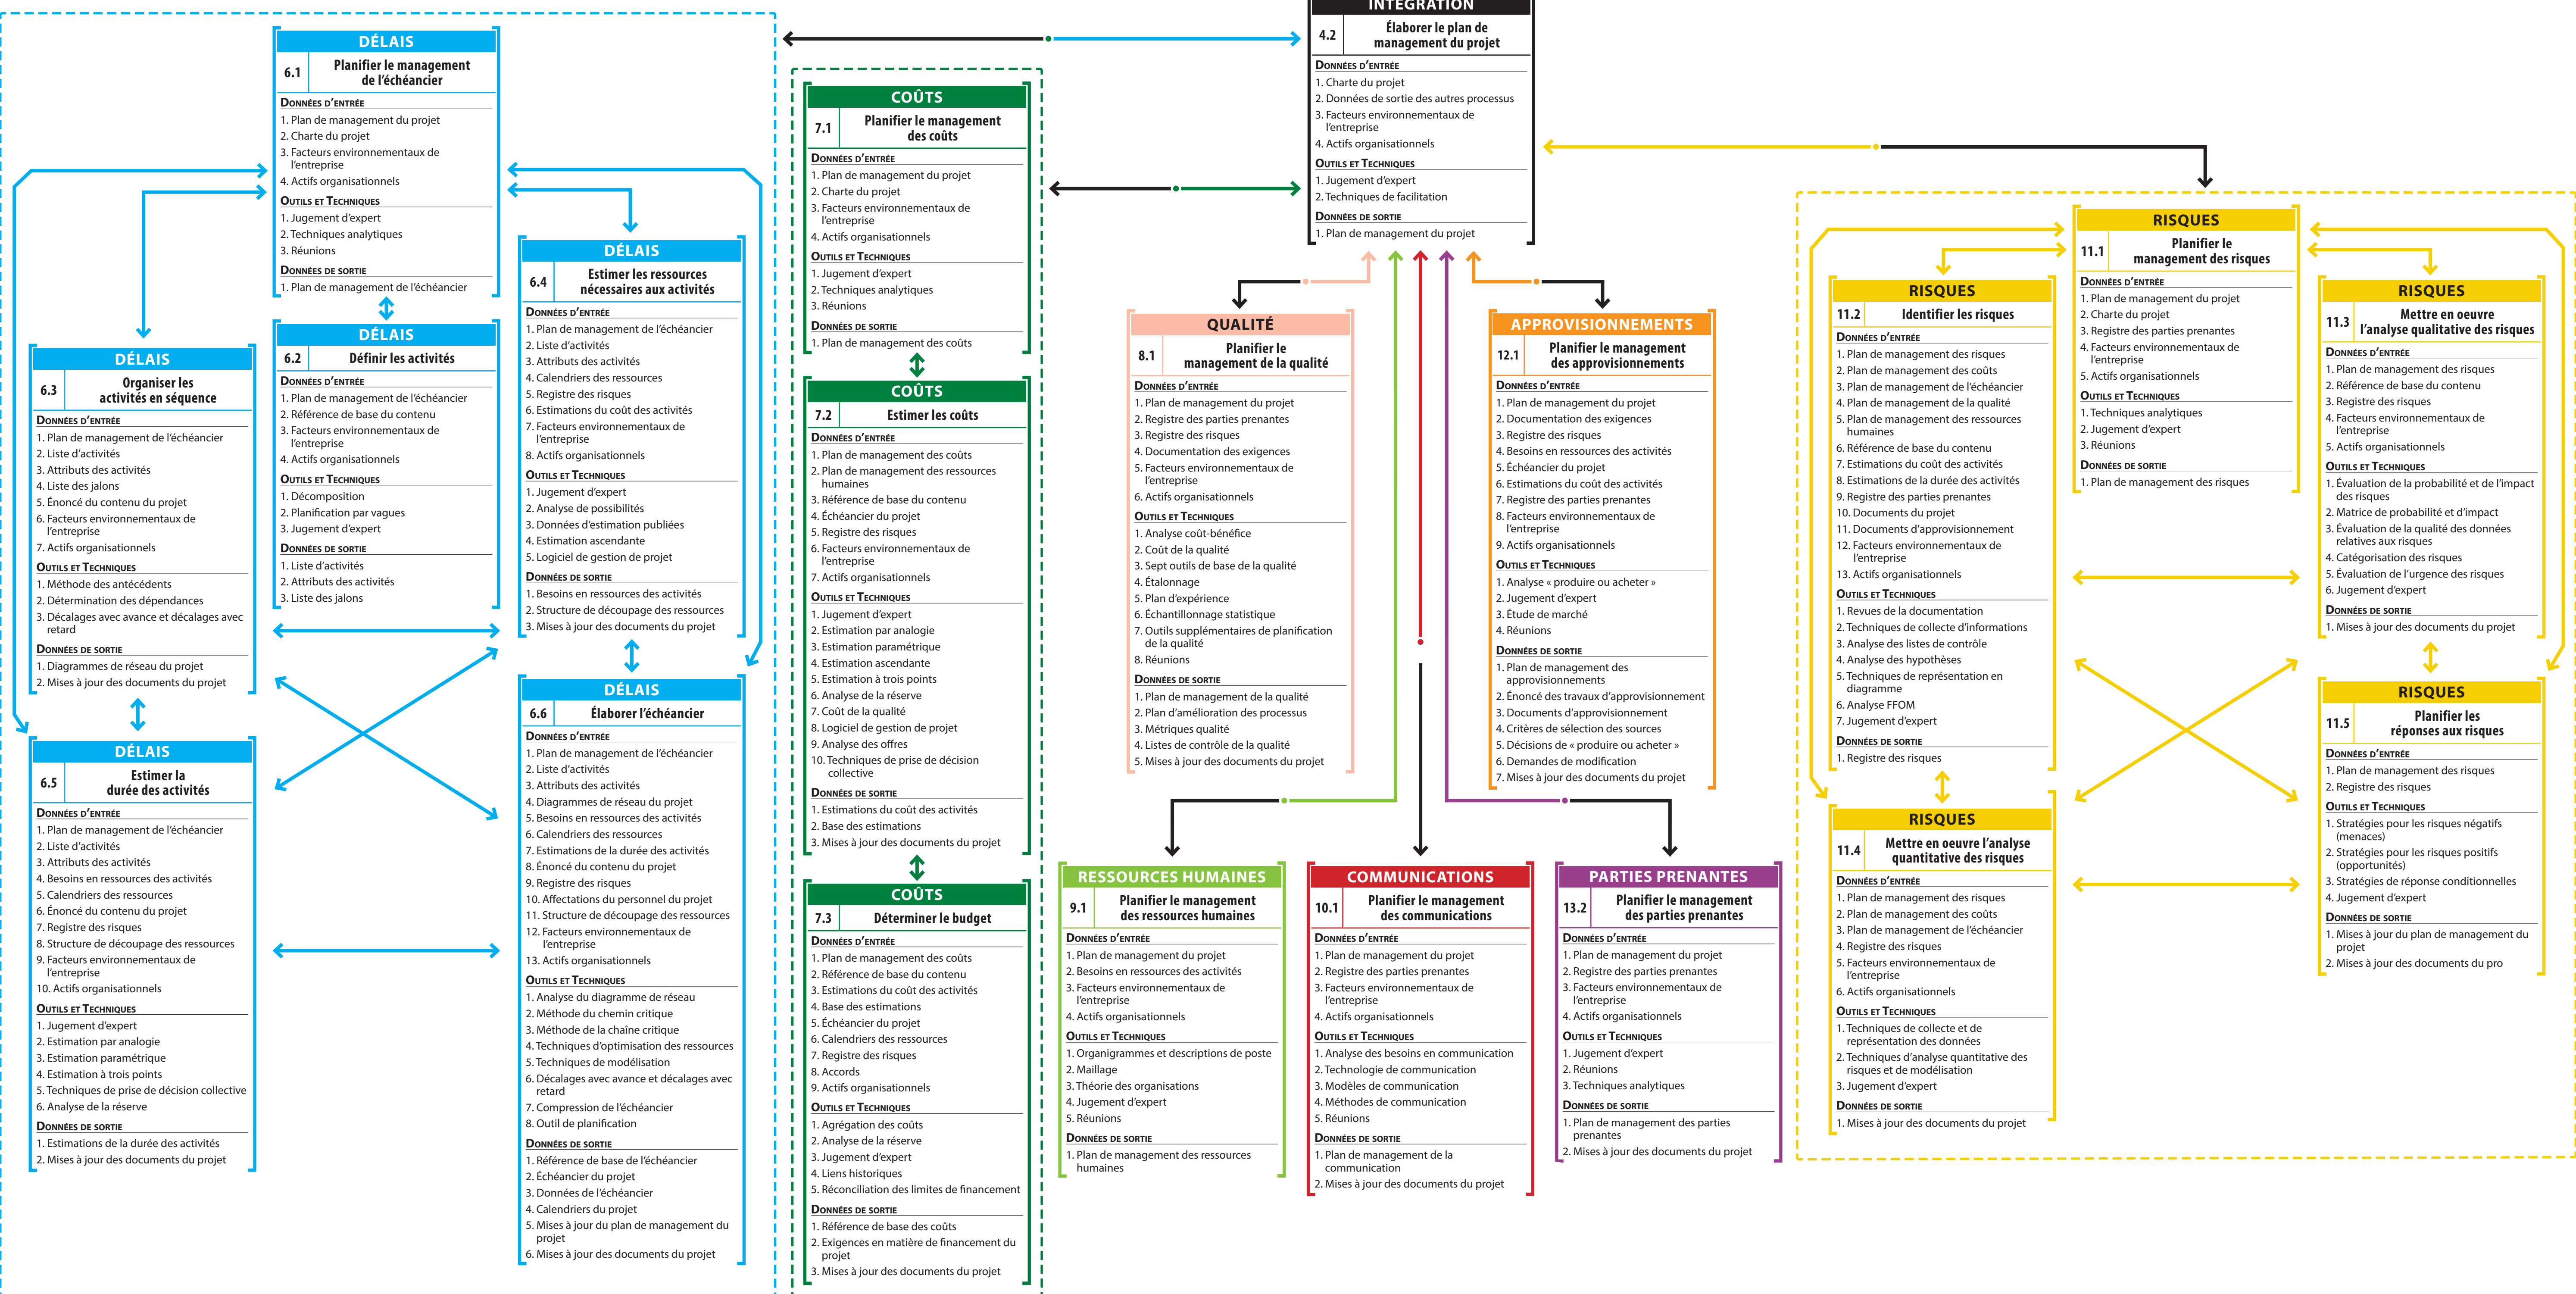 INTÉGRATION
4.2
Élaborer le plan de
management du projet
DONNÉES D’ENTRÉE
1. Charte du projet
2. Données de sortie des autres processus
3. Facteurs environnementaux de
l’entreprise
4. Actifs organisationnels
OUTILS ET TECHNIQUES
1. Jugement d’expert
2. Techniques de facilitation
DONNÉES DE SORTIE
1. Plan de management du projet
DÉLAIS
6.1
Planifier le management
de l’échéancier
DONNÉES D’ENTRÉE
1. Plan de management du projet
2. Charte du projet
3. Facteurs environnementaux de
l’entreprise
4. Actifs organisationnels
OUTILS ET TECHNIQUES
1. Jugement d’expert
2. Techniques analytiques
3. Réunions
DONNÉES DE SORTIE
1. Plan de management de l’échéancier
DÉLAIS
6.2
Définir les activités
DONNÉES D’ENTRÉE
1. Plan de management de l’échéancier
2. Référence de base du contenu
3. Facteurs environnementaux de
l’entreprise
4. Actifs organisationnels
OUTILS ET TECHNIQUES
1. Décomposition
2. Planification par vagues
3. Jugement d’expert
DONNÉES DE SORTIE
1. Liste d’activités
2. Attributs des activités
3. Liste des jalons
DÉLAIS
6.3
Organiser les
activités en séquence
DONNÉES D’ENTRÉE
1. Plan de management de l’échéancier
2. Liste d’activités
3. Attributs des activités
4. Liste des jalons
5. Énoncé du contenu du projet
6. Facteurs environnementaux de
l’entreprise
7. Actifs organisationnels
OUTILS ET TECHNIQUES
1. Méthode des antécédents
2. Détermination des dépendances
3. Décalages avec avance et décalages avec
retard
DONNÉES DE SORTIE
1. Diagrammes de réseau du projet
2. Mises à jour des documents du projet
DÉLAIS
6.4
Estimer les ressources
nécessaires aux activités
DONNÉES D’ENTRÉE
1. Plan de management de l’échéancier
2. Liste d’activités
3. Attributs des activités
4. Calendriers des ressources
5. Registre des risques
6. Estimations du coût des activités
7. Facteurs environnementaux de
l’entreprise
8. Actifs organisationnels
OUTILS ET TECHNIQUES
1. Jugement d’expert
2. Analyse de possibilités
3. Données d’estimation publiées
4. Estimation ascendante
5. Logiciel de gestion de projet
DONNÉES DE SORTIE
1. Besoins en ressources des activités
2. Structure de découpage des ressources
3. Mises à jour des documents du projet
DÉLAIS
6.5
Estimer la
durée des activités
DONNÉES D’ENTRÉE
1. Plan de management de l’échéancier
2. Liste d’activités
3. Attributs des activités
4. Besoins en ressources des activités
5. Calendriers des ressources
6. Énoncé du contenu du projet
7. Registre des risques
8. Structure de découpage des ressources
9. Facteurs environnementaux de
l’entreprise
10. Actifs organisationnels
OUTILS ET TECHNIQUES
1. Jugement d’expert
2. Estimation par analogie
3. Estimation paramétrique
4. Estimation à trois points
5. Techniques de prise de décision collective
6. Analyse de la réserve
DONNÉES DE SORTIE
1. Estimations de la durée des activités
2. Mises à jour des documents du projet
DÉLAIS
6.6
Élaborer l’échéancier
DONNÉES D’ENTRÉE
1. Plan de management de l’échéancier
2. Liste d’activités
3. Attributs des activités
4. Diagrammes de réseau du projet
5. Besoins en ressources des activités
6. Calendriers des ressources
7. Estimations de la durée des activités
8. Énoncé du contenu du projet
9. Registre des risques
10. Affectations du personnel du projet
11. Structure de découpage des ressources
12. Facteurs environnementaux de
l’entreprise
13. Actifs organisationnels
OUTILS ET TECHNIQUES
1. Analyse du diagramme de réseau
2. Méthode du chemin critique
3. Méthode de la chaîne critique
4. Techniques d’optimisation des ressources
5. Techniques de modélisation
6. Décalages avec avance et décalages avec
retard
7. Compression de l’échéancier
8. Outil de planification
DONNÉES DE SORTIE
1. Référence de base de l’échéancier
2. Échéancier du projet
3. Données de l’échéancier
4. Calendriers du projet
5. Mises à jour du plan de management du
projet
6. Mises à jour des documents du projet
COÛTS
7.1
Planifier le management
des coûts
DONNÉES D’ENTRÉE
1. Plan de management du projet
2. Charte du projet
3. Facteurs environnementaux de
l’entreprise
4. Actifs organisationnels
OUTILS ET TECHNIQUES
1. Jugement d’expert
2. Techniques analytiques
3. Réunions
DONNÉES DE SORTIE
1. Plan de management des coûts
COÛTS
7.2
Estimer les coûts
DONNÉES D’ENTRÉE
1. Plan de management des coûts
2. Plan de management des ressources
humaines
3. Référence de base du contenu
4. Échéancier du projet
5. Registre des risques
6. Facteurs environnementaux de
l’entreprise
7. Actifs organisationnels
OUTILS ET TECHNIQUES
1. Jugement d’expert
2. Estimation par analogie
3. Estimation paramétrique
4. Estimation ascendante
5. Estimation à trois points
6. Analyse de la réserve
7. Coût de la qualité
8. Logiciel de gestion de projet
9. Analyse des offres
10. Techniques de prise de décision
collective
DONNÉES DE SORTIE
1. Estimations du coût des activités
2. Base des estimations
3. Mises à jour des documents du projet
COÛTS
7.3
Déterminer le budget
DONNÉES D’ENTRÉE
1. Plan de management des coûts
2. Référence de base du contenu
3. Estimations du coût des activités
4. Base des estimations
5. Échéancier du projet
6. Calendriers des ressources
7. Registre des risques
8. Accords
9. Actifs organisationnels
OUTILS ET TECHNIQUES
1. Agrégation des coûts
2. Analyse de la réserve
3. Jugement d’expert
4. Liens historiques
5. Réconciliation des limites de financement
DONNÉES DE SORTIE
1. Référence de base des coûts
2. Exigences en matière de financement du
projet
3. Mises à jour des documents du projet
QUALITÉ
8.1
Planifier le
management de la qualité
DONNÉES D’ENTRÉE
1. Plan de management du projet
2. Registre des parties prenantes
3. Registre des risques
4. Documentation des exigences
5. Facteurs environnementaux de
l’entreprise
6. Actifs organisationnels
OUTILS ET TECHNIQUES
1. Analyse coût-bénéfice
2. Coût de la qualité
3. Sept outils de base de la qualité
4. Étalonnage
5. Plan d’expérience
6. Échantillonnage statistique
7. Outils supplémentaires de planification
de la qualité
8. Réunions
DONNÉES DE SORTIE
1. Plan de management de la qualité
2. Plan d’amélioration des processus
3. Métriques qualité
4. Listes de contrôle de la qualité
5. Mises à jour des documents du projet
APPROVISIONNEMENTS
12.1
Planifier le management
des approvisionnements
DONNÉES D’ENTRÉE
1. Plan de management du projet
2. Documentation des exigences
3. Registre des risques
4. Besoins en ressources des activités
5. Échéancier du projet
6. Estimations du coût des activités
7. Registre des parties prenantes
8. Facteurs environnementaux de
l’entreprise
9. Actifs organisationnels
OUTILS ET TECHNIQUES
1. Analyse « produire ou acheter »
2. Jugement d’expert
3. Étude de marché
4. Réunions
DONNÉES DE SORTIE
1. Plan de management des
approvisionnements
2. Énoncé des travaux d’approvisionnement
3. Documents d’approvisionnement
4. Critères de sélection des sources
5. Décisions de « produire ou acheter »
6. Demandes de modification
7. Mises à jour des documents du projet
RESSOURCES HUMAINES
9.1
Planifier le management
des ressources humaines
DONNÉES D’ENTRÉE
1. Plan de management du projet
2. Besoins en ressources des activités
3. Facteurs environnementaux de
l’entreprise
4. Actifs organisationnels
OUTILS ET TECHNIQUES
1. Organigrammes et descriptions de poste
2. Maillage
3. Théorie des organisations
4. Jugement d’expert
5. Réunions
DONNÉES DE SORTIE
1. Plan de management des ressources
humaines
COMMUNICATIONS
10.1
Planifier le management
des communications
DONNÉES D’ENTRÉE
1. Plan de management du projet
2. Registre des parties prenantes
3. Facteurs environnementaux de
l’entreprise
4. Actifs organisationnels
OUTILS ET TECHNIQUES
1. Analyse des besoins en communication
2. Technologie de communication
3. Modèles de communication
4. Méthodes de communication
5. Réunions
DONNÉES DE SORTIE
1. Plan de management de la
communication
2. Mises à jour des documents du projet
PARTIES PRENANTES
13.2
Planifier le management
des parties prenantes
DONNÉES D’ENTRÉE
1. Plan de management du projet
2. Registre des parties prenantes
3. Facteurs environnementaux de
l’entreprise
4. Actifs organisationnels
OUTILS ET TECHNIQUES
1. Jugement d’expert
2. Réunions
3. Techniques analytiques
DONNÉES DE SORTIE
1. Plan de management des parties
prenantes
2. Mises à jour des documents du projet
RISQUES
11.1
Planifier le
management des risques
DONNÉES D’ENTRÉE
1. Plan de management du projet
2. Charte du projet
3. Registre des parties prenantes
4. Facteurs environnementaux de
l’entreprise
5. Actifs organisationnels
OUTILS ET TECHNIQUES
1. Techniques analytiques
2. Jugement d’expert
3. Réunions
DONNÉES DE SORTIE
1. Plan de management des risques
RISQUES
11.2
Identifier les risques
DONNÉES D’ENTRÉE
1. Plan de management des risques
2. Plan de management des coûts
3. Plan de management de l’échéancier
4. Plan de management de la qualité
5. Plan de management des ressources
humaines
6. Référence de base du contenu
7. Estimations du coût des activités
8. Estimations de la durée des activités
9. Registre des parties prenantes
10. Documents du projet
11. Documents d’approvisionnement
12. Facteurs environnementaux de
l’entreprise
13. Actifs organisationnels
OUTILS ET TECHNIQUES
1. Revues de la documentation
2. Techniques de collecte d’informations
3. Analyse des listes de contrôle
4. Analyse des hypothèses
5. Techniques de représentation en
diagramme
6. Analyse FFOM
7. Jugement d’expert
DONNÉES DE SORTIE
1. Registre des risques
RISQUES
11.3
Mettre en oeuvre
l’analyse qualitative des risques
DONNÉES D’ENTRÉE
1. Plan de management des risques
2. Référence de base du contenu
3. Registre des risques
4. Facteurs environnementaux de
l’entreprise
5. Actifs organisationnels
OUTILS ET TECHNIQUES
1. Évaluation de la probabilité et de l’impact
des risques
2. Matrice de probabilité et d’impact
3. Évaluation de la qualité des données
relatives aux risques
4. Catégorisation des risques
5. Évaluation de l’urgence des risques
6. Jugement d’expert
DONNÉES DE SORTIE
1. Mises à jour des documents du projet
RISQUES
11.4
Mettre en oeuvre l’analyse
quantitative des risques
DONNÉES D’ENTRÉE
1. Plan de management des risques
2. Plan de management des coûts
3. Plan de management de l’échéancier
4. Registre des risques
5. Facteurs environnementaux de
l’entreprise
6. Actifs organisationnels
OUTILS ET TECHNIQUES
1. Techniques de collecte et de
représentation des données
2. Techniques d’analyse quantitative des
risques et de modélisation
3. Jugement d’expert
DONNÉES DE SORTIE
1. Mises à jour des documents du projet
RISQUES
11.5
Planifier les
réponses aux risques
DONNÉES D’ENTRÉE
1. Plan de management des risques
2. Registre des risques
OUTILS ET TECHNIQUES
1. Stratégies pour les risques négatifs
(menaces)
2. Stratégies pour les risques positifs
(opportunités)
3. Stratégies de réponse conditionnelles
4. Jugement d’expert
DONNÉES DE SORTIE
1. Mises à jour du plan de management du
projet
2. Mises à jour des documents du pro